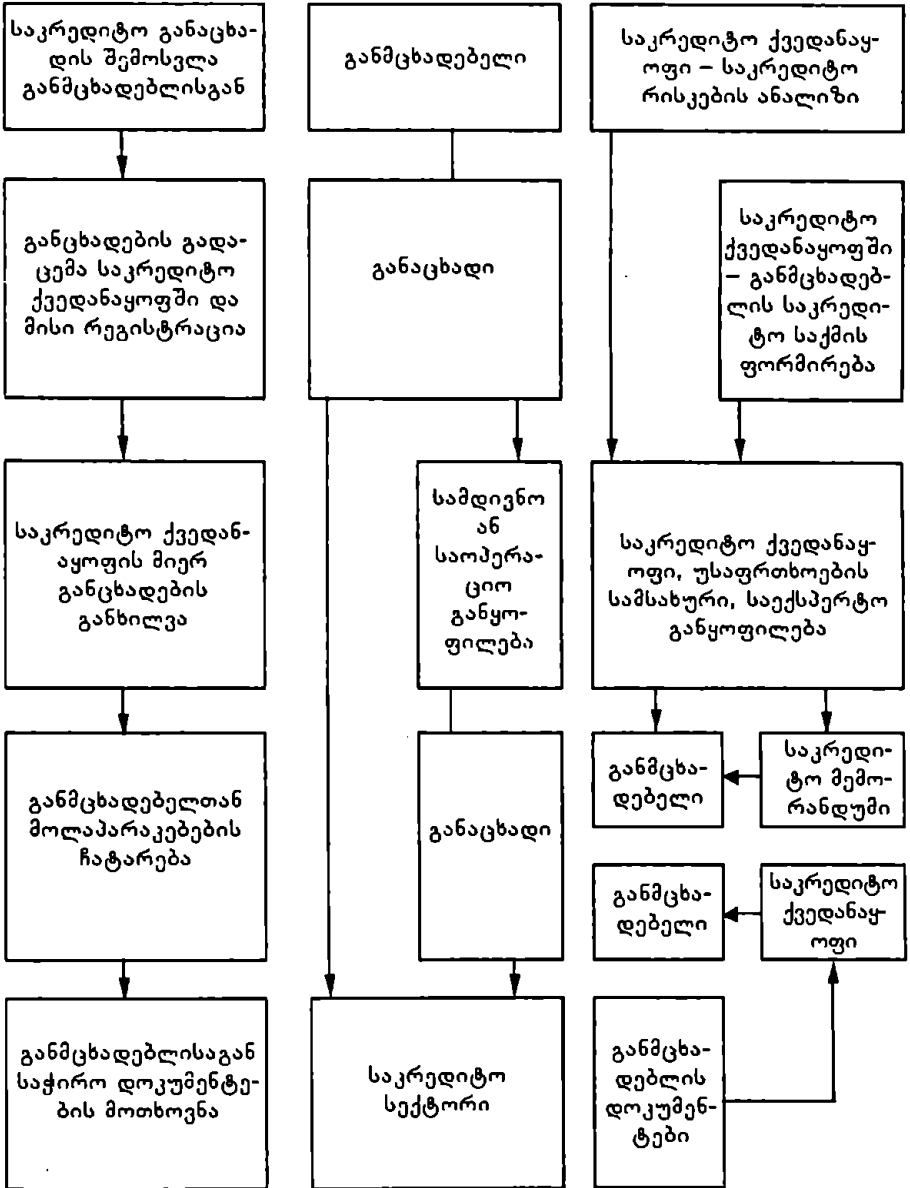 საკრედიტო განაცხა-
დის შემოსვლა
განმცხადებლისგან
განცხადების გადა-
ცემა საკრედიტო
ქვედანაყოფში და
მისი რეგისტრაცია
საკრედიტო ქვედან-
აყოფის მიერ
განცხადების
განხილვა
განმცხადებელთან
მოლაპარაკებების
ჩატარება
განმცხადებლისაგან
საჭირო დოკუმენტე-
ბის მოთხოვნა
განმცხადებელი
განაცხადი
სამდივნო
ან
საოპერა-
ციო
განყო-
ფილება
განაცხადი
საკრედიტო
სექტორი
საკრედიტო ქვედანაყ-
ოფი – საკრედიტო
რისკების ანალიზი
საკრედიტო
ქვედანაყოფში
– განმცხადებ-
ლის საკრედი-
ტო საქმის
ფორმირება
საკრედიტო ქვედანაყ-
ოფი, უსაფრთხოების
სამსახური, საექსპერტო
განყოფილება
განმცხა-
დებელი
საკრედი-
ტო მემო-
რანდუმი
განმცხა-
დებელი
საკრედიტო
ქვედანაყ-
ოფი
განმცხა-
დებლის
დოკუმენ-
ტები